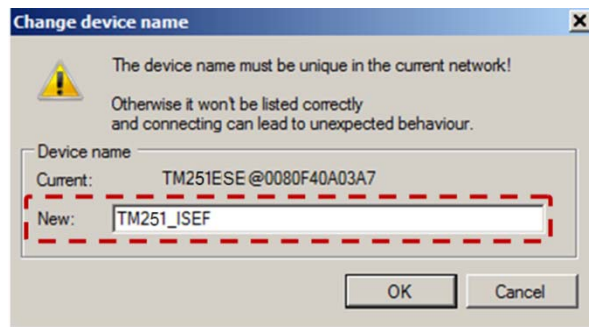 Change device name
The device name must be unique in the current network!
Otherwise it won't be listed correctly
and connecting can lead to unexpected behaviour.
Device name
Current: TM251ESE@0080F40A03A7
New: TM251_ISEF
OK Cancel